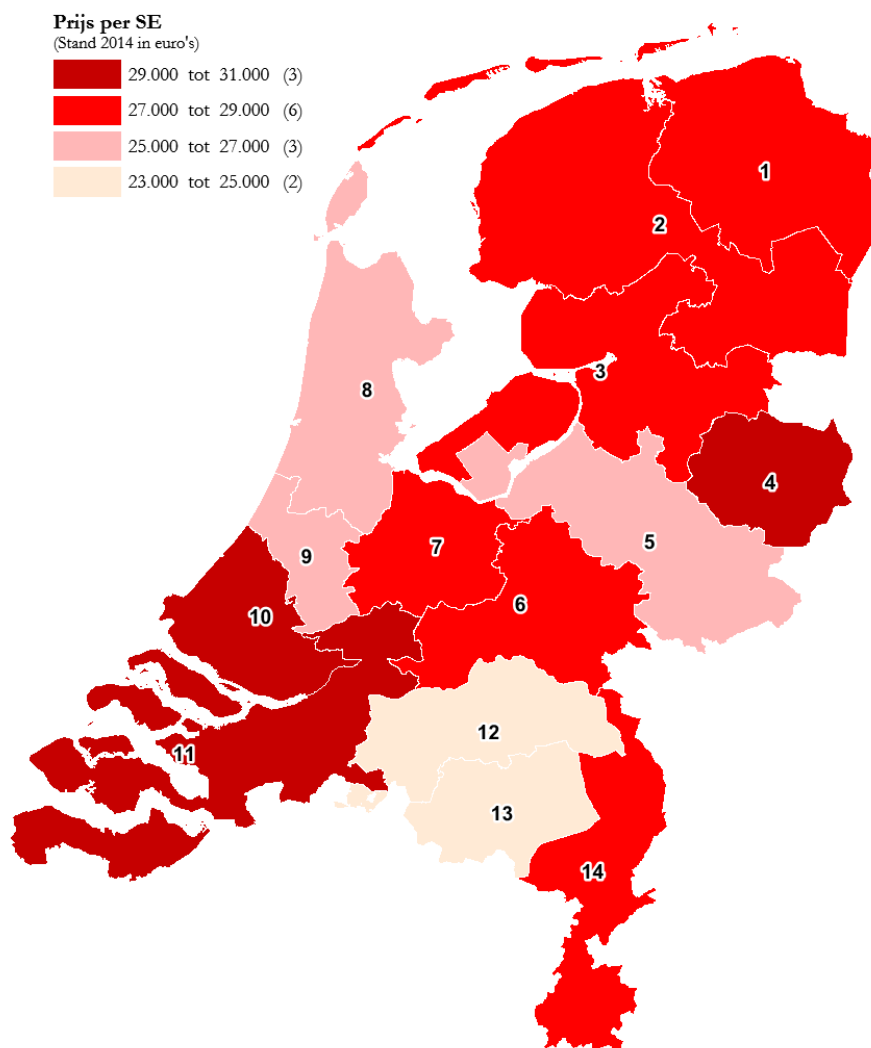 Prijs per SE
(Stand 2014 in euro's)
29.000 tot 31.000 (3)
27.000 tot 29.000 (6)
25.000 tot 27.000 (3)
23.000 tot 25.000 (2)
1
2
3
8
4
5
7
9
6
10
12
11
13
14